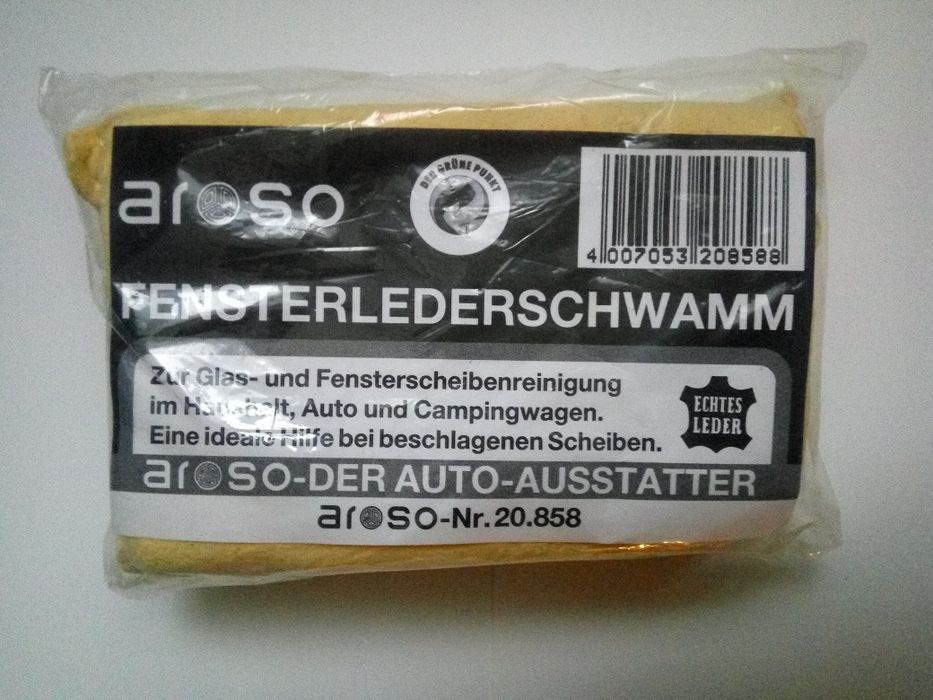 aroso
DER GRÜNE PUNKT
4 007053 208588
FENSTERLEDERSCHWAMM
Zur Glas- und Fensterscheibenreinigung
im Haushalt, Auto und Campingwagen.
Eine ideale Hilfe bei beschlagenen Scheiben.
ECHTES
LEDER
aroso-DER AUTO-AUSSTATTER
aroso-Nr. 20.858